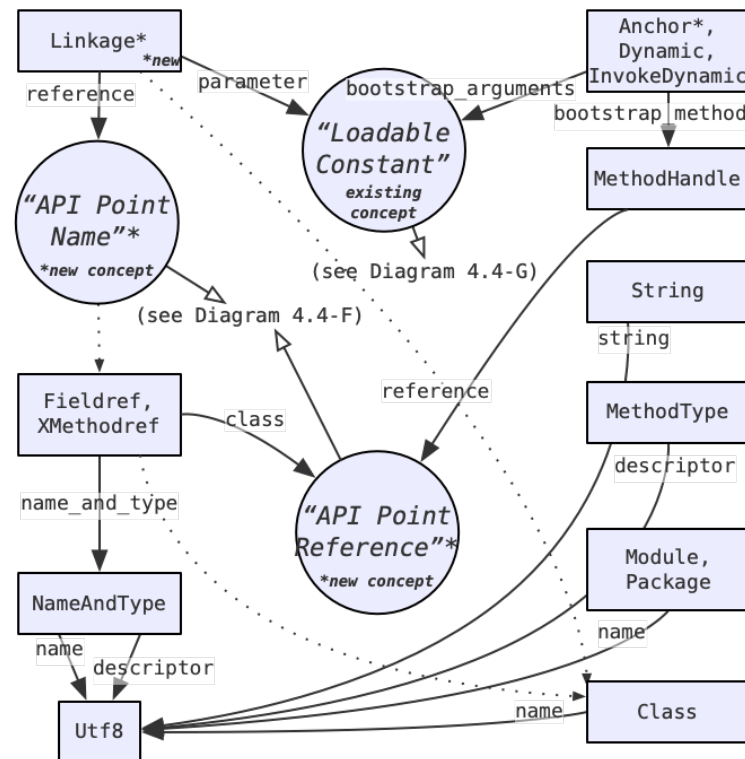 Linkage*
*new
Anchor*,
Dynamic,
InvokeDynamic
reference
parameter
bootstrap_arguments
bootstrap_method
“Loadable
Constant”
existing
concept
MethodHandle
“API Point
Name”*
*new concept
(see Diagram 4.4-G)
String
(see Diagram 4.4-F)
string
Fieldref,
XMethodref
reference
MethodType
class
descriptor
name_and_type
“API Point
Reference”*
*new concept
Module,
Package
NameAndType
name
name
descriptor
Utf8
name
Class